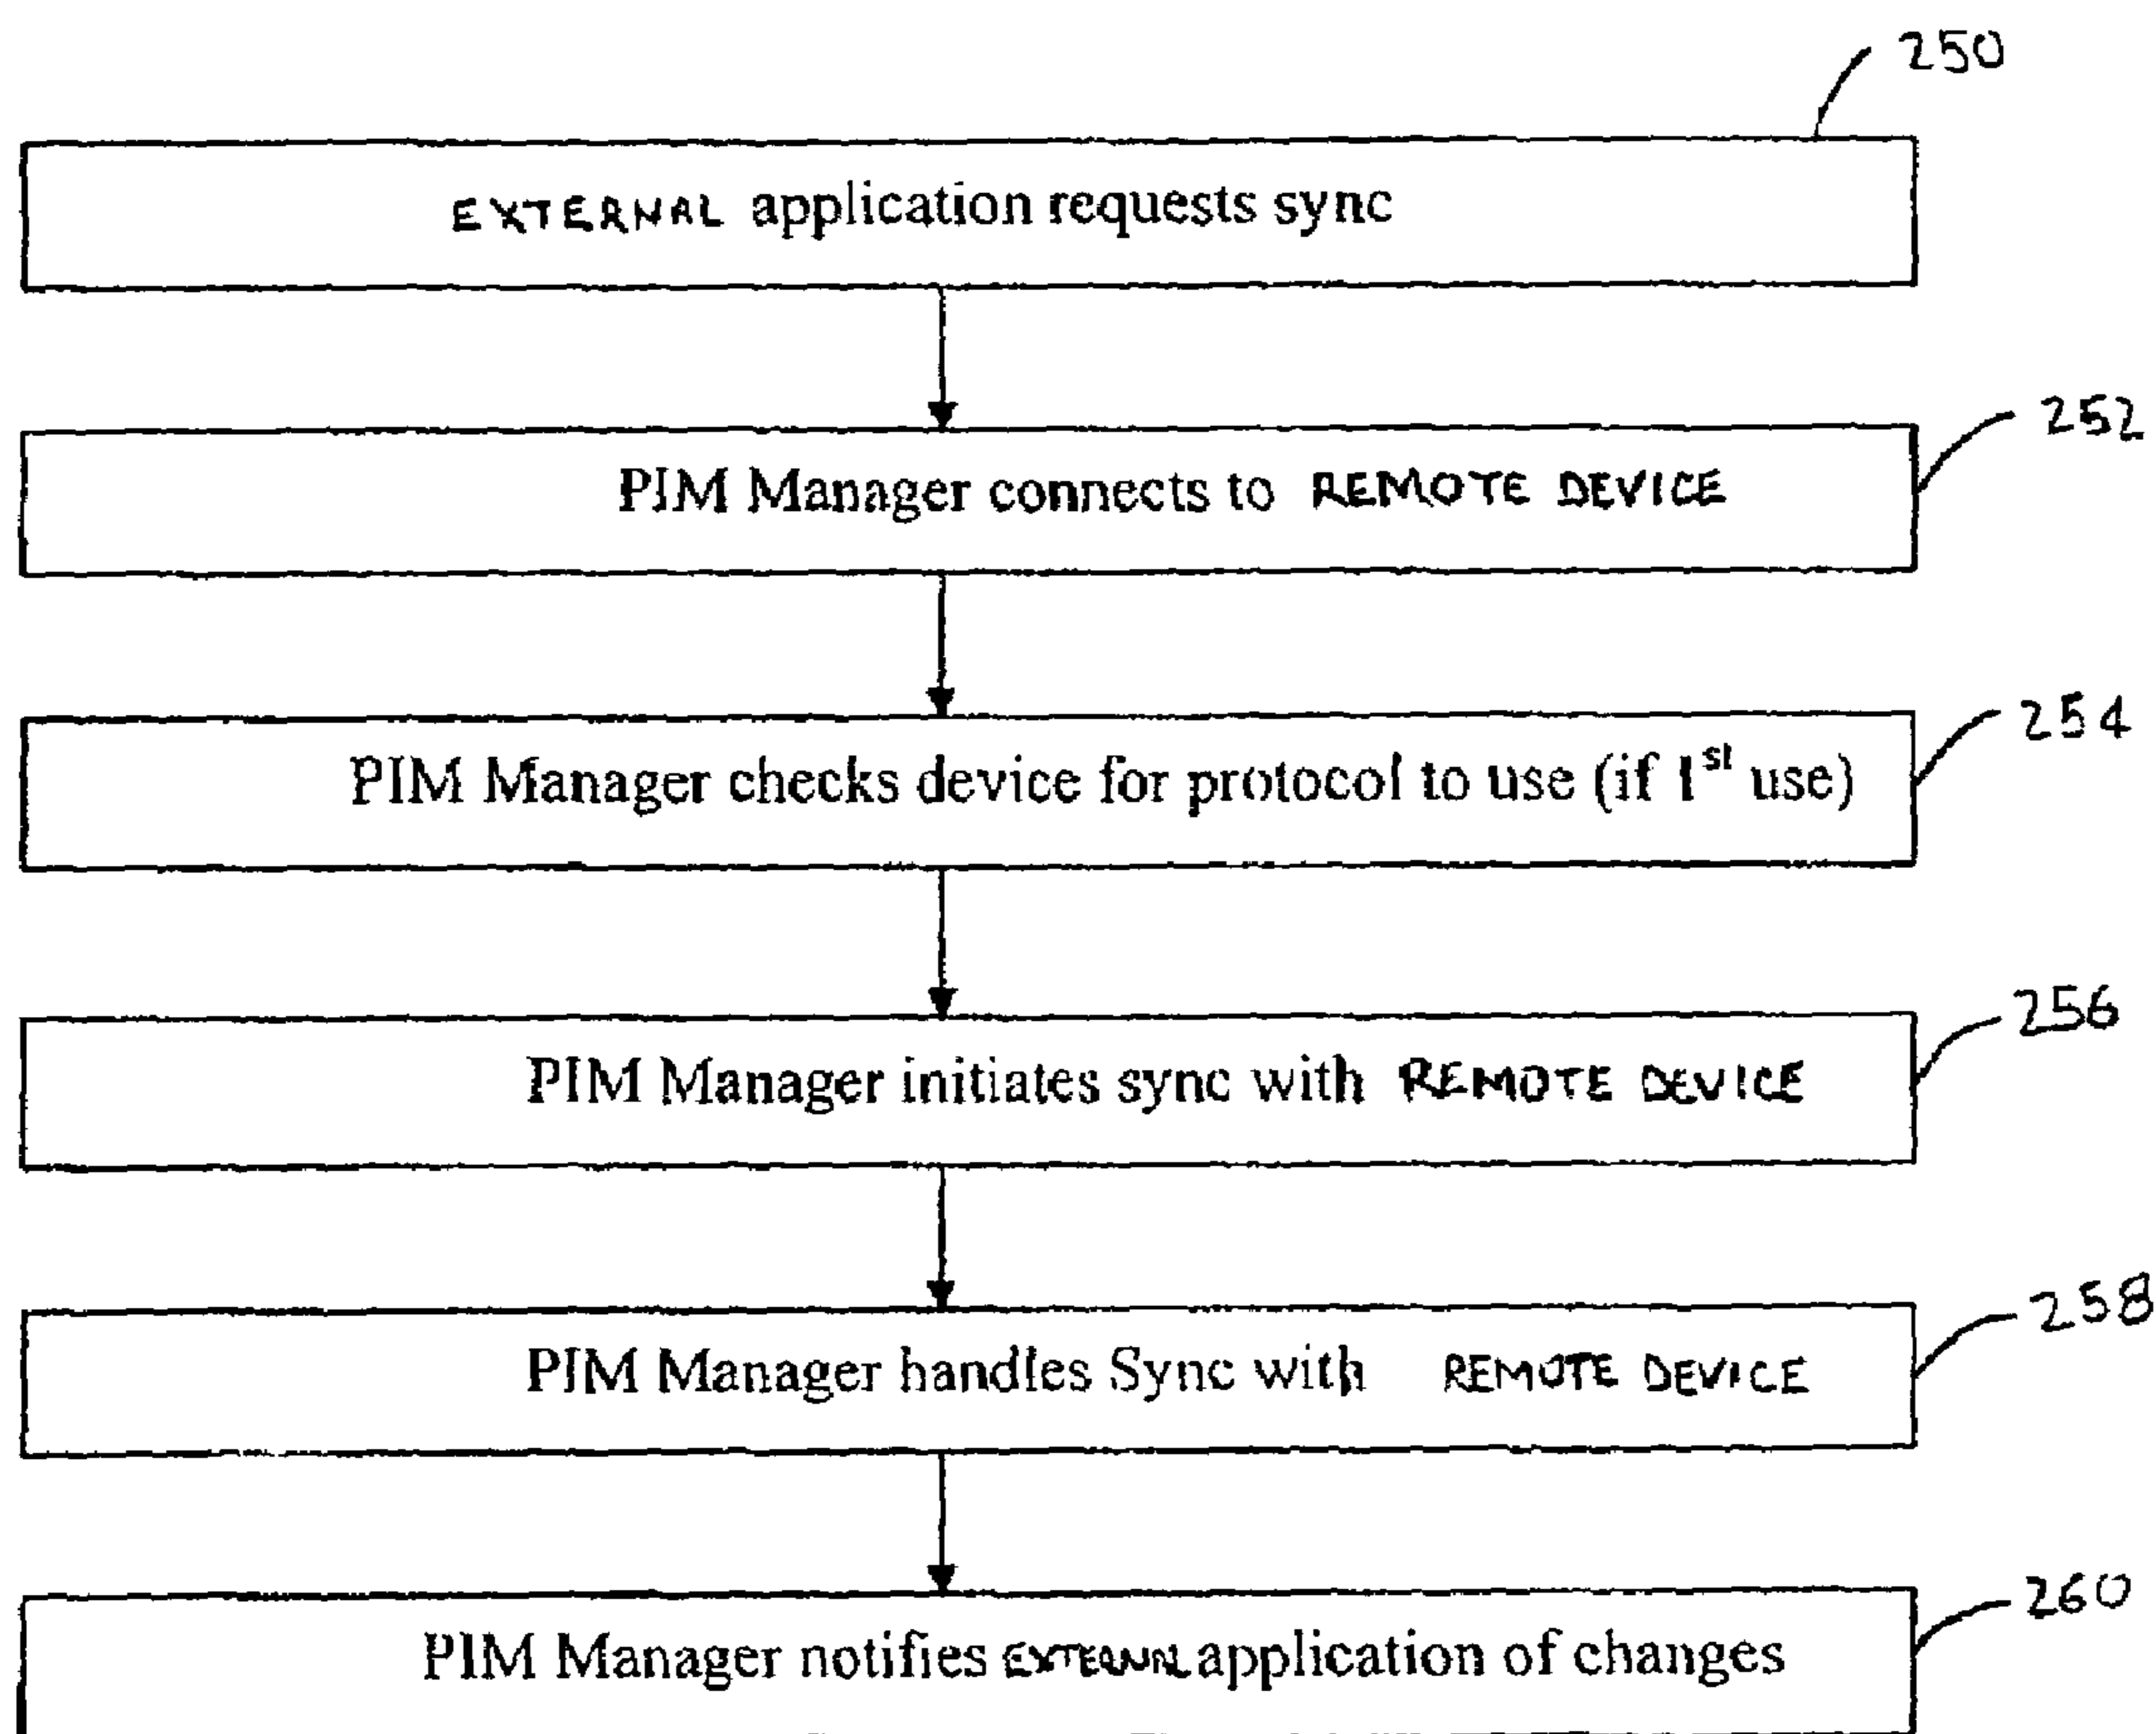 250
EXTERNAL application requests sync
252
PIM Manager connects to REMOTE DEVICE
254
PIM Manager checks device for protocol to use (if 1st use)
256
PIM Manager initiates sync with REMOTE DEVICE
258
PIM Manager handles Sync with REMOTE DEVICE
260
PIM Manager notifies EXTERNAL application of changes